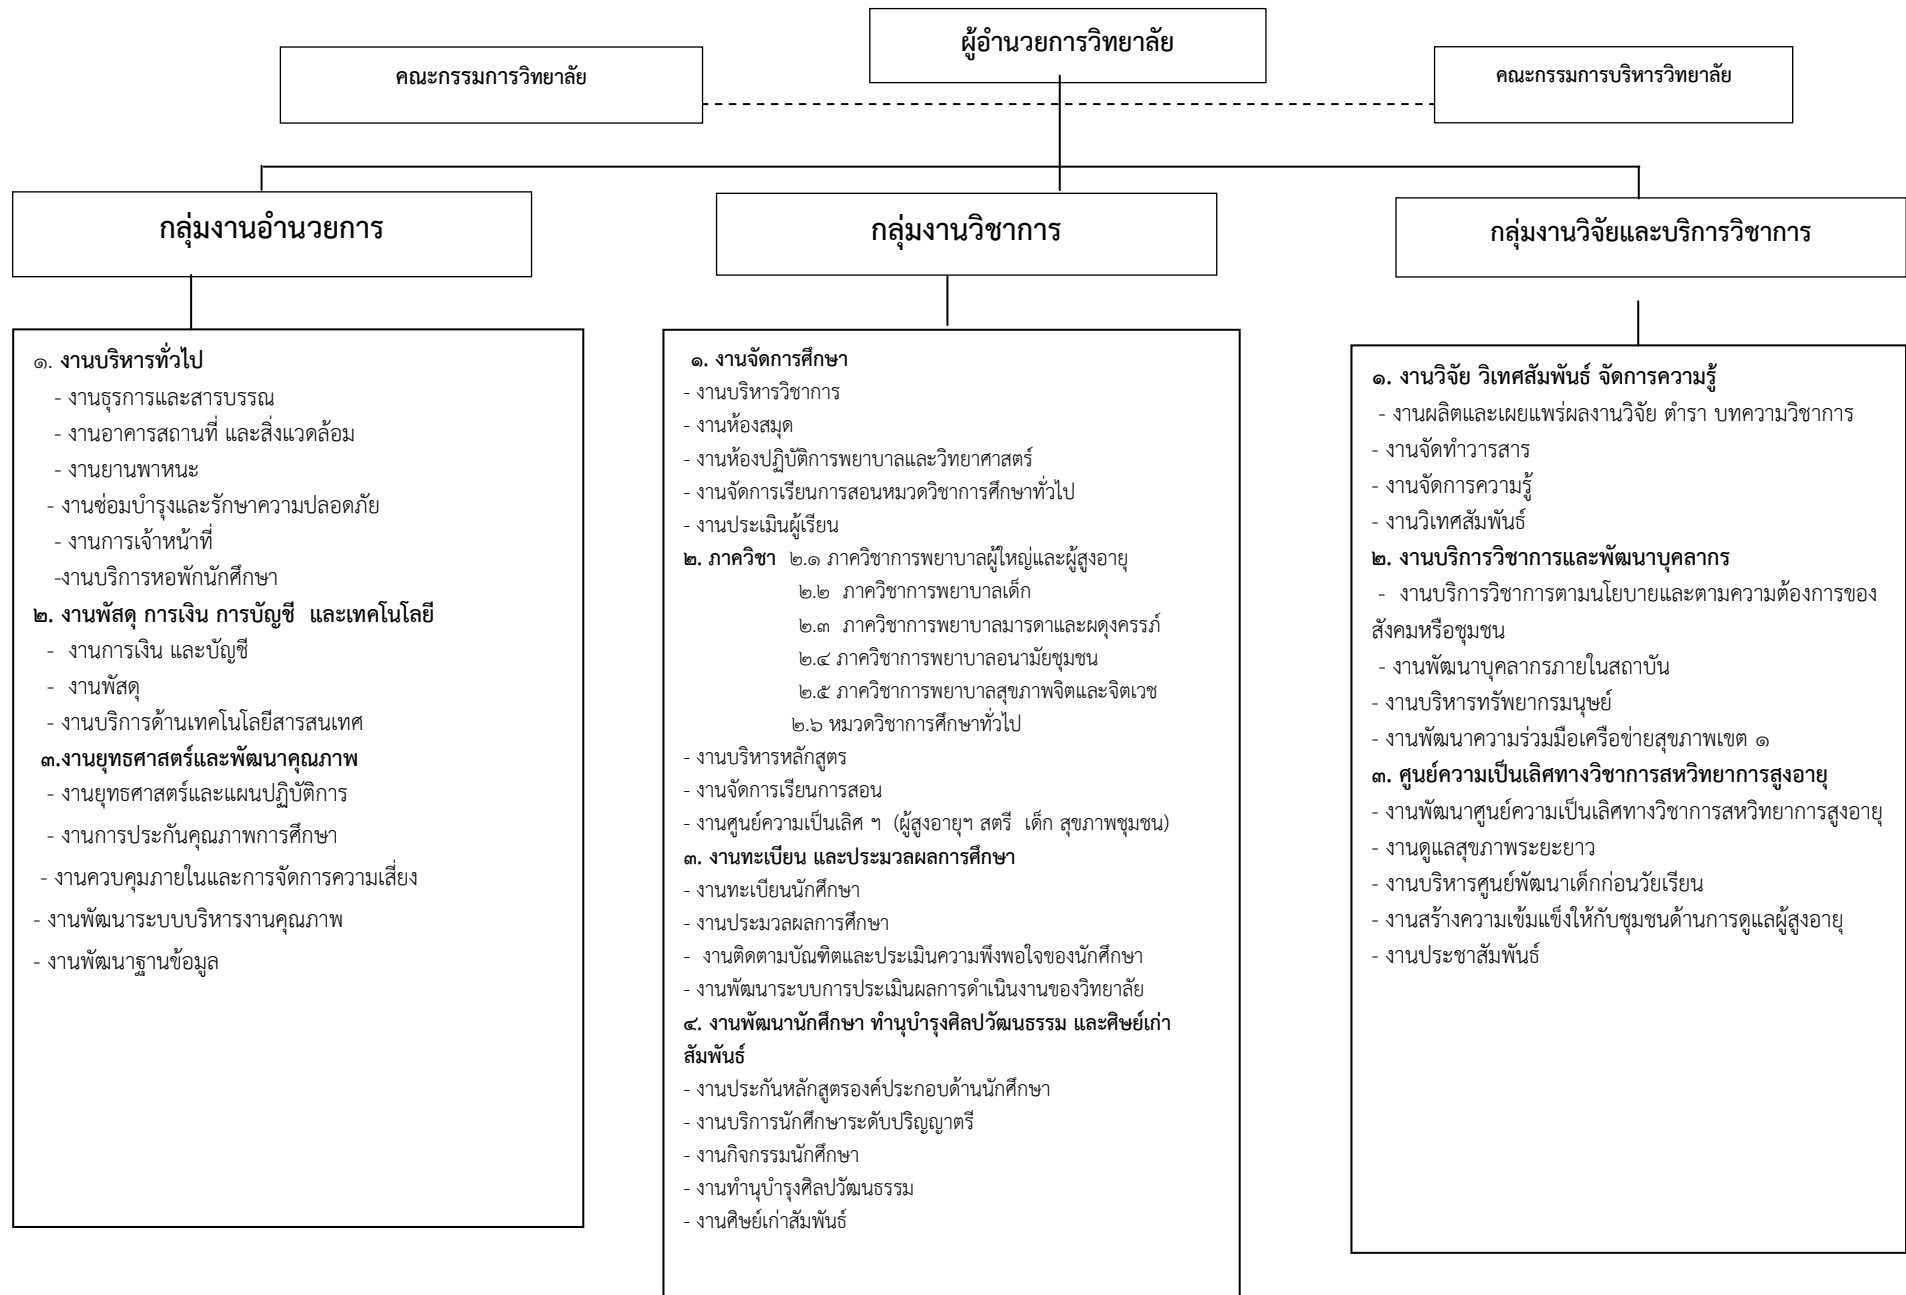 ผู้อำนวยการวิทยาลัย
คณะกรรมการวิทยาลัย
คณะกรรมการบริหารวิทยาลัย
กลุ่มงานอำนวยการ
กลุ่มงานวิชาการ
กลุ่มงานวิจัยและบริการวิชาการ
๑. งานบริหารทั่วไป
- งานธุรการและสารบรรณ
- งานอาคารสถานที่ และสิ่งแวดล้อม
- งานยานพาหนะ
- งานซ่อมบำรุงและรักษาความปลอดภัย
- งานการเจ้าหน้าที่
-งานบริการหอพักนักศึกษา
๒. งานพัสดุ การเงิน การบัญชี และเทคโนโลยี
- งานการเงิน และบัญชี
- งานพัสดุ
- งานบริการด้านเทคโนโลยีสารสนเทศ
๓.งานยุทธศาสตร์และพัฒนาคุณภาพ
- งานยุทธศาสตร์และแผนปฏิบัติการ
- งานการประกันคุณภาพการศึกษา
- งานควบคุมภายในและการจัดการความเสี่ยง
- งานพัฒนาระบบบริหารงานคุณภาพ
- งานพัฒนาฐานข้อมูล
๑. งานจัดการศึกษา
- งานบริหารวิชาการ
- งานห้องสมุด
- งานห้องปฏิบัติการพยาบาลและวิทยาศาสตร์
- งานจัดการเรียนการสอนหมวดวิชาการศึกษาทั่วไป
- งานประเมินผู้เรียน
๒. ภาควิชา ๒.๑ ภาควิชาการพยาบาลผู้ใหญ่และผู้สูงอายุ
๒.๒ ภาควิชาการพยาบาลเด็ก
๒.๓ ภาควิชาการพยาบาลมารดาและผดุงครรภ์
๒.๔ ภาควิชาการพยาบาลอนามัยชุมชน
๒.๕ ภาควิชาการพยาบาลสุขภาพจิตและจิตเวช
๒.๖ หมวดวิชาการศึกษาทั่วไป
- งานบริหารหลักสูตร
- งานจัดการเรียนการสอน
- งานศูนย์ความเป็นเลิศ ฯ (ผู้สูงอายุฯ สตรี เด็ก สุขภาพชุมชน)
๓. งานทะเบียน และประมวลผลการศึกษา
- งานทะเบียนนักศึกษา
- งานประมวลผลการศึกษา
- งานติดตามบัณฑิตและประเมินความพึงพอใจของนักศึกษา
- งานพัฒนาระบบการประเมินผลการดำเนินงานของวิทยาลัย
๔. งานพัฒนานักศึกษา ทำนุบำรุงศิลปวัฒนธรรม และศิษย์เก่า
สัมพันธ์
- งานประกันหลักสูตรองค์ประกอบด้านนักศึกษา
- งานบริการนักศึกษาระดับปริญญาตรี
- งานกิจกรรมนักศึกษา
- งานทำนุบำรุงศิลปวัฒนธรรม
- งานศิษย์เก่าสัมพันธ์
๑. งานวิจัย วิเทศสัมพันธ์ จัดการความรู้
- งานผลิตและเผยแพร่ผลงานวิจัย ตำรา บทความวิชาการ
- งานจัดทำวารสาร
- งานจัดการความรู้
- งานวิเทศสัมพันธ์
๒. งานบริการวิชาการและพัฒนาบุคลากร
- งานบริการวิชาการตามนโยบายและตามความต้องการของ
สังคมหรือชุมชน
- งานพัฒนาบุคลากรภายในสถาบัน
- งานบริหารทรัพยากรมนุษย์
- งานพัฒนาความร่วมมือเครือข่ายสุขภาพเขต ๑
๓. ศูนย์ความเป็นเลิศทางวิชาการสหวิทยาการสูงอายุ
- งานพัฒนาศูนย์ความเป็นเลิศทางวิชาการสหวิทยาการสูงอายุ
- งานดูแลสุขภาพระยะยาว
- งานบริหารศูนย์พัฒนาเด็กก่อนวัยเรียน
- งานสร้างความเข้มแข็งให้กับชุมชนด้านการดูแลผู้สูงอายุ
- งานประชาสัมพันธ์